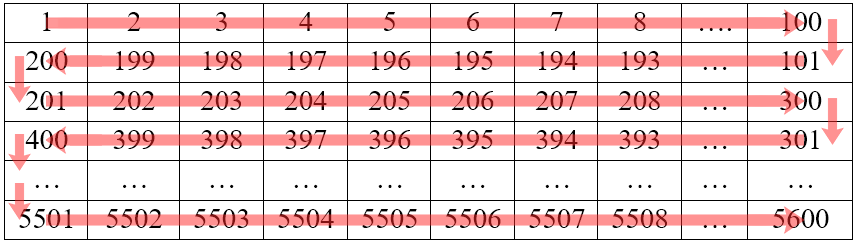 1 2 3 4 5 6 7 8 .... 100
200 199 198 197 196 195 194 193 ... 101
201 202 203 204 205 206 207 208 ... 300
400 399 398 397 396 395 394 393 ... 301
... ... ... ... ... ... ... ... ... ...
5501 5502 5503 5504 5505 5506 5507 5508 ... 5600